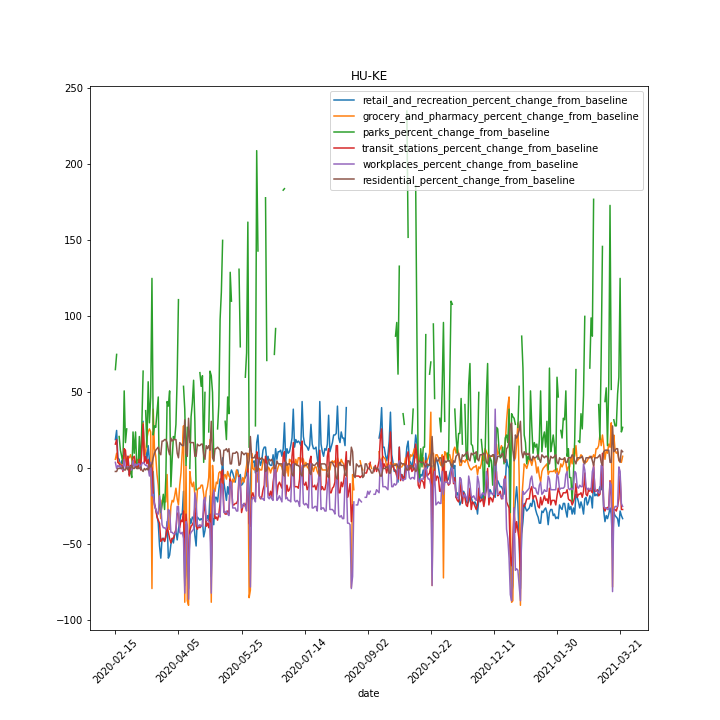 HU-KE
retail_and_recreation_percent_change_from_baseline
grocery_and_pharmacy_percent_change_from_baseline
parks_percent_change_from_baseline
transit_stations_percent_change_from_baseline
workplaces_percent_change_from_baseline
residential_percent_change_from_baseline
250
200
150
100
50
0
−50
−100
2020-02-15
2020-04-05
2020-05-25
2020-07-14
2020-09-02
2020-10-22
2020-12-11
2021-01-30
2021-03-21
date